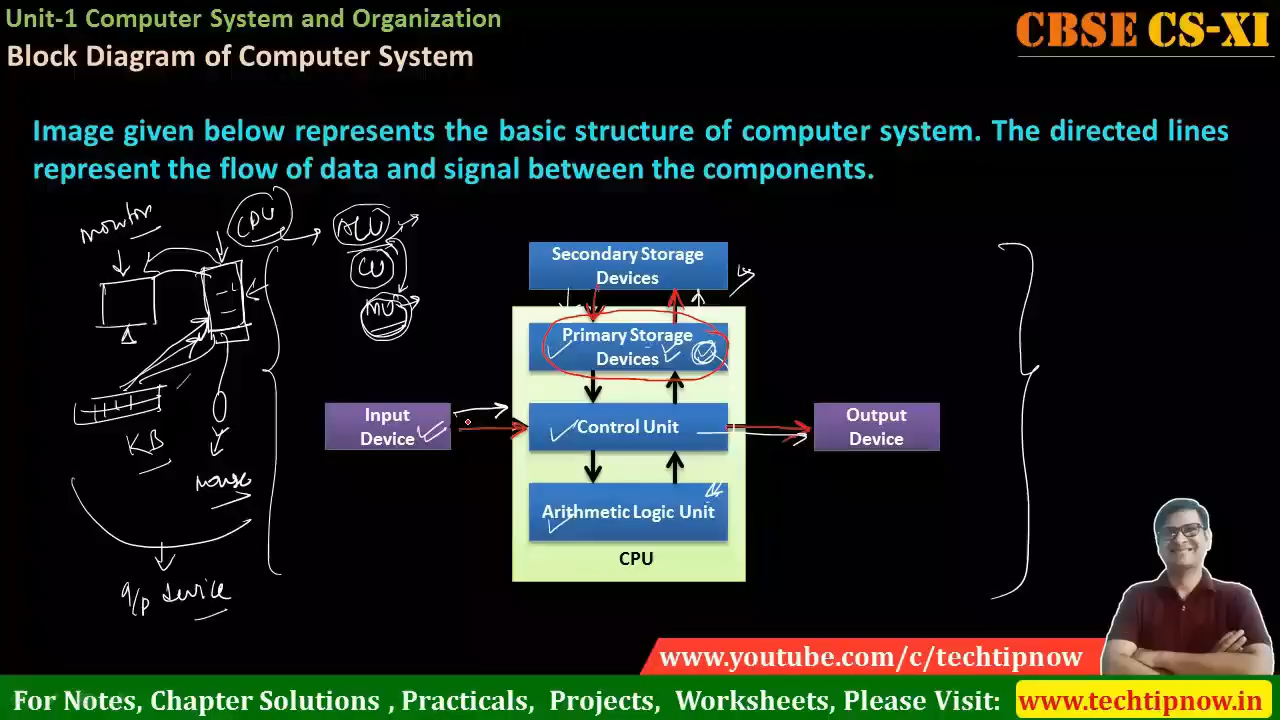 Unit-1 Computer System and Organization
Block Diagram of Computer System
CBSE CS-XI
Image given below represents the basic structure of computer system. The directed lines
represent the flow of data and signal between the components.
monitor
CPU
ALU
CU
MU
KB
mouse
device
Secondary Storage
Devices
Primary Storage
Devices
Input
Device
Control Unit
Output
Device
Arithmetic Logic Unit
CPU
www.youtube.com/c/techtipnow
For Notes, Chapter Solutions , Practicals, Projects, Worksheets, Please Visit: www.techtipnow.in